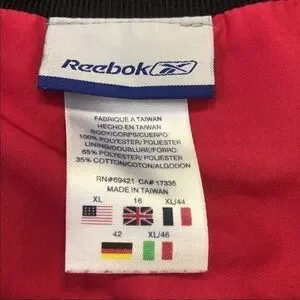 Reebok
FABRIQUE A TAIWAN
HECHO EN TAIWAN
BODY/CORPS/CUERPO
100% POLYESTER/ POLIESTER
LINING/DOUBLURE/FORRO
65% POLYESTER/ POLIESTER
35% COTTON/COTON/ALGODON
RN#69421 CA# 17335
MADE IN TAIWAN
XL 16 XL/44
42 XL/46